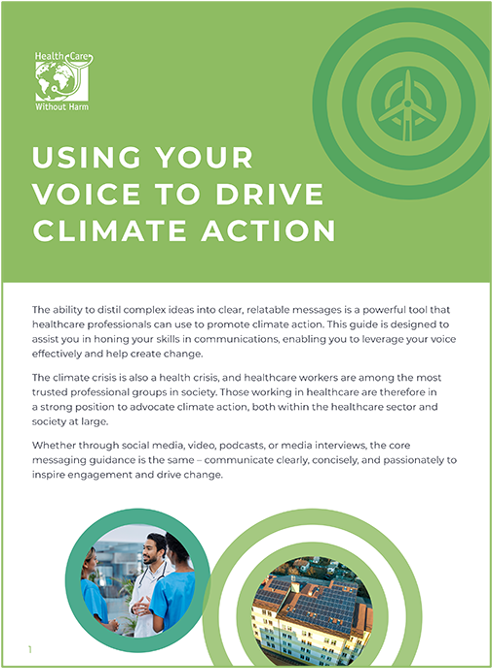 Health Care
Without Harm
USING YOUR
VOICE TO DRIVE
CLIMATE ACTION
The ability to distil complex ideas into clear, relatable messages is a powerful tool that
healthcare professionals can use to promote climate action. This guide is designed to
assist you in honing your skills in communications, enabling you to leverage your voice
effectively and help create change.
The climate crisis is also a health crisis, and healthcare workers are among the most
trusted professional groups in society. Those working in healthcare are therefore in
a strong position to advocate climate action, both within the healthcare sector and
society at large.
Whether through social media, video, podcasts, or media interviews, the core
messaging guidance is the same – communicate clearly, concisely, and passionately to
inspire engagement and drive change.
1